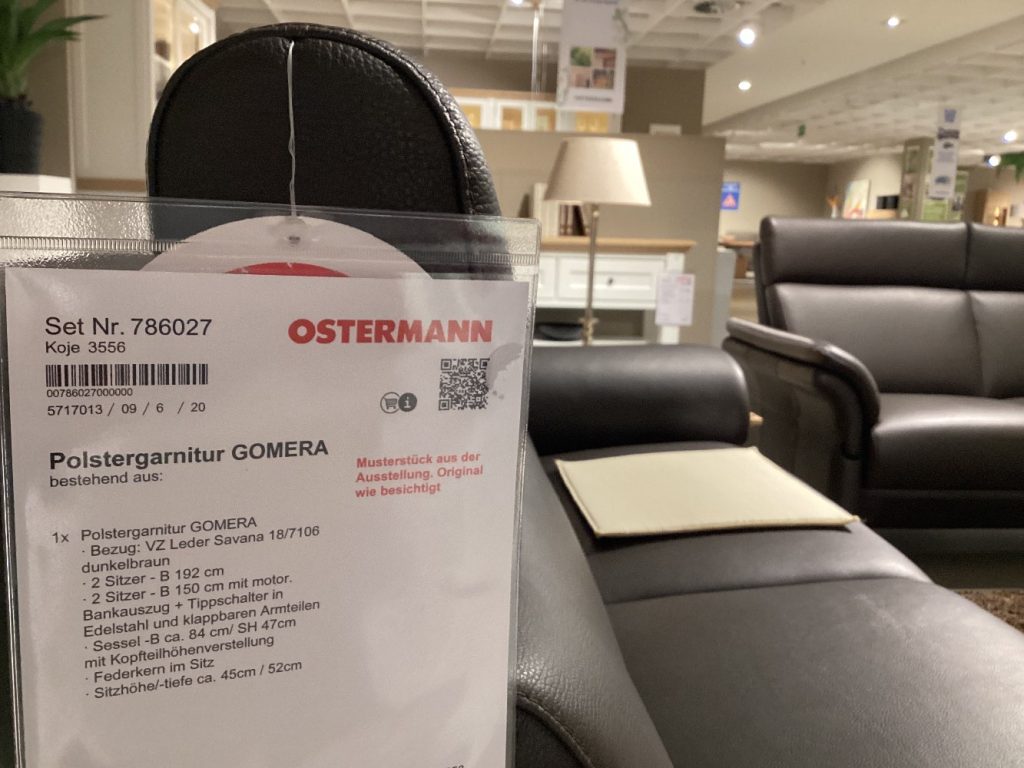 Set Nr. 786027
Koje 3556
OSTERMANN
00786027000000
5717013 / 09 / 6 / 20
i
Polstergarnitur GOMERA
bestehend aus:
Musterstück aus der
Ausstellung. Original
wie besichtigt
1x Polstergarnitur GOMERA
· Bezug: VZ Leder Savana 18/7106
dunkelbraun
· 2 Sitzer - B 192 cm
· 2 Sitzer - B 150 cm mit motor.
Bankauszug + Tippschalter in
Edelstahl und klappbaren Armteilen
· Sessel -B ca. 84 cm/ SH 47cm
mit Kopfteilhöhenverstellung
· Federkern im Sitz
· Sitzhöhe/-tiefe ca. 45cm / 52cm